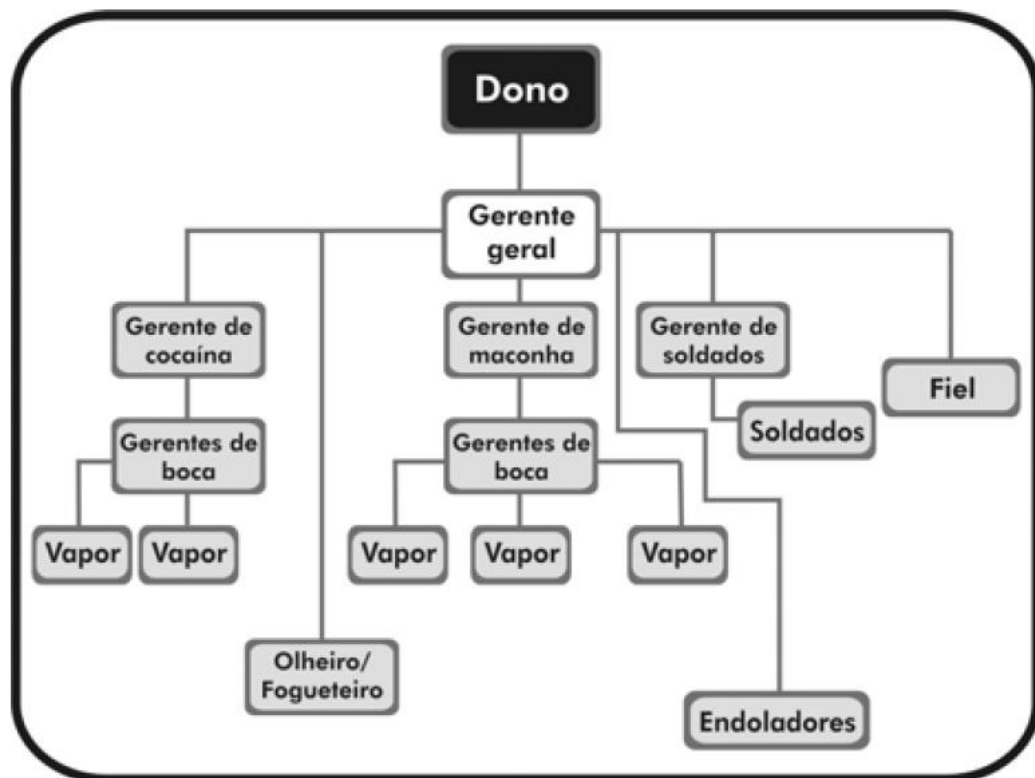 Dono
Gerente
geral
Gerente de
cocaína
Gerente de
maconha
Gerente de
soldados
Fiel
Soldados
Gerentes de
boca
Gerentes de
boca
Vapor
Vapor
Vapor
Vapor
Vapor
Olheiro/
Fogueteiro
Endoladores